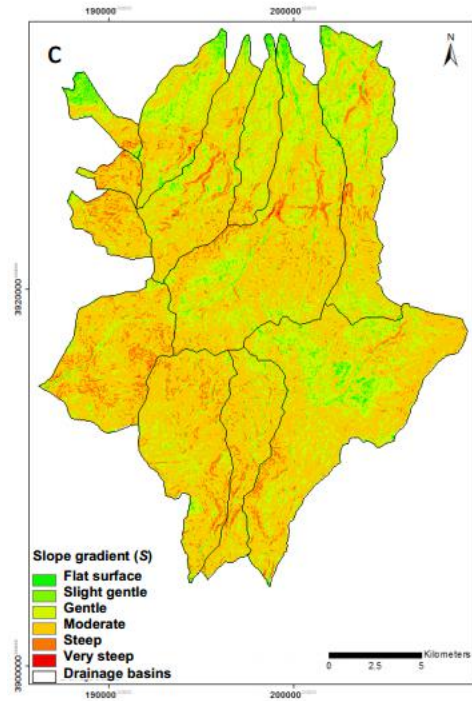 190000 200000
C
N
3920000
Slope gradient (S)
Flat surface
Slight gentle
Gentle
Moderate
Steep
Very steep
Drainage basins
Kilometers
0 2.5 5
3900000
190000 200000